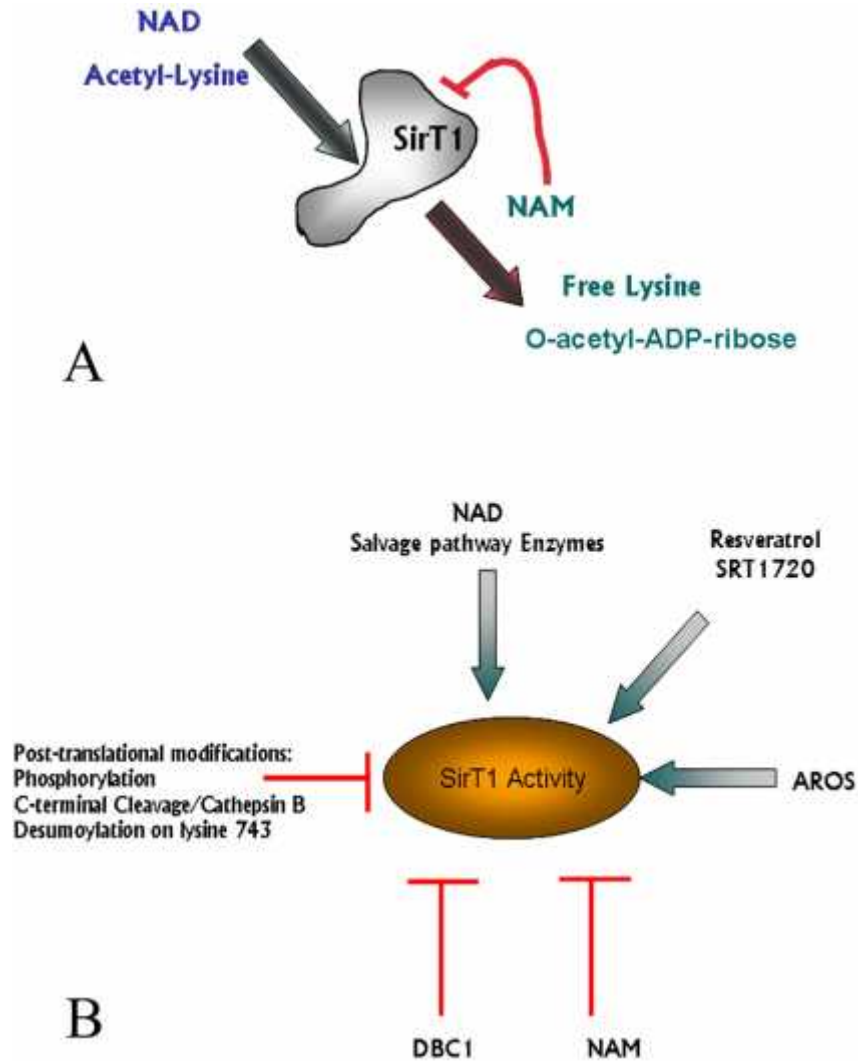 NAD
Acetyl-Lysine
SirT1
NAM
Free Lysine
O-acetyl-ADP-ribose
A
NAD
Salvage pathway Enzymes
Resveratrol
SRT1720
Post-translational modifications:
Phosphorylation
C-terminal Cleavage/Cathepsin B
Desumoylation on lysine 743
SirT1 Activity
AROS
B
DBC1
NAM